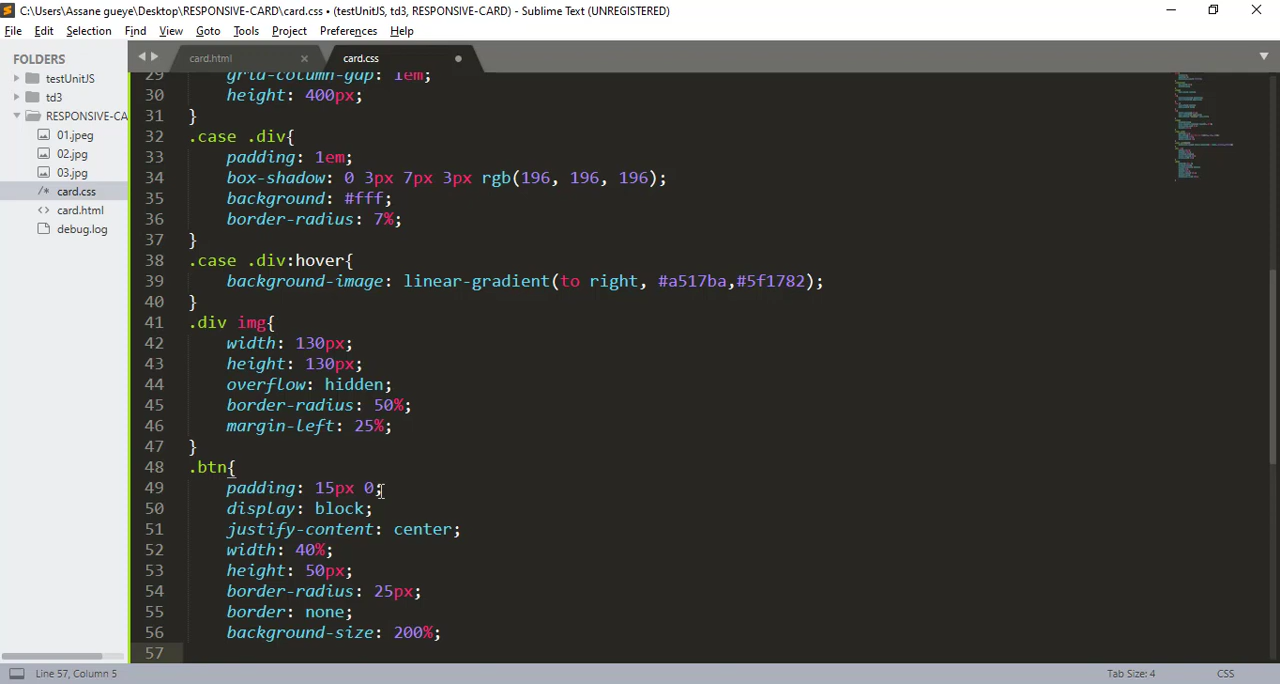 C:\Users\Assane gueye\Desktop\RESPONSIVE-CARD\card.css • (testUnitJS, td3, RESPONSIVE-CARD) - Sublime Text (UNREGISTERED)
File Edit Selection Find View Goto Tools Project Preferences Help
FOLDERS
testUnitJS
td3
RESPONSIVE-CA
01.jpeg
02.jpg
03.jpg
/* card.css
<> card.html
debug.log
card.html × card.css
29 grid-column-gap: 1em;
30 height: 400px;
31 }
32 .case .div{
33 padding: 1em;
34 box-shadow: 0 3px 7px 3px rgb(196, 196, 196);
35 background: #fff;
36 border-radius: 7%;
37 }
38 .case .div:hover{
39 background-image: linear-gradient(to right, #a517ba,#5f1782);
40 }
41 .div img{
42 width: 130px;
43 height: 130px;
44 overflow: hidden;
45 border-radius: 50%;
46 margin-left: 25%;
47 }
48 .btn{
49 padding: 15px 0;
50 display: block;
51 justify-content: center;
52 width: 40%;
53 height: 50px;
54 border-radius: 25px;
55 border: none;
56 background-size: 200%;
57
Line 57, Column 5 Tab Size: 4 CSS